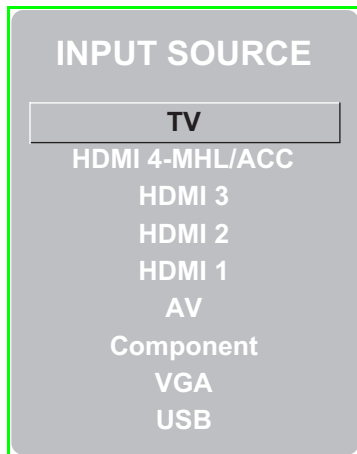 INPUT SOURCE
TV
HDMI 4-MHL/ACC
HDMI 3
HDMI 2
HDMI 1
AV
Component
VGA
USB